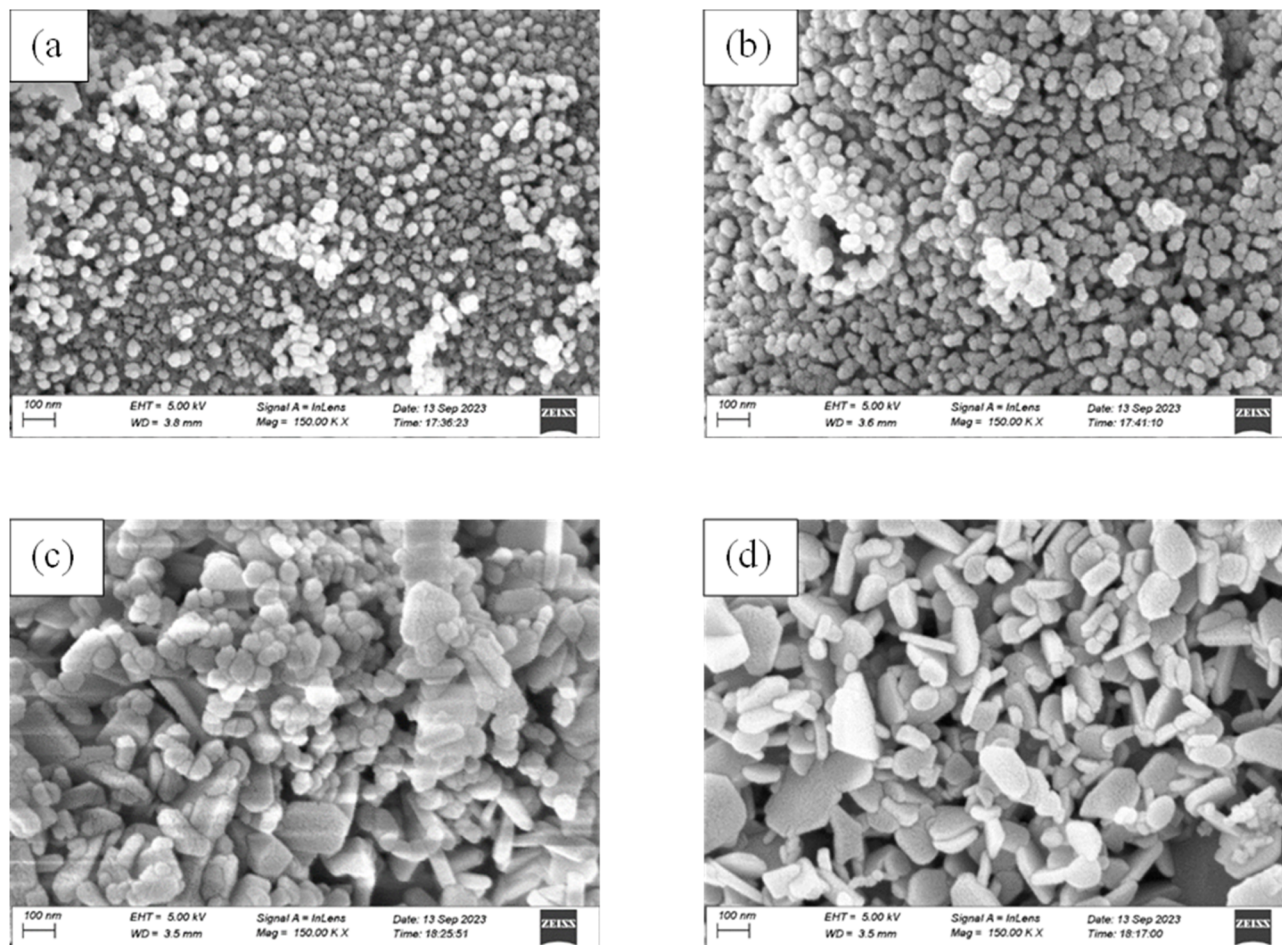 (a)
(b)
100 nm EHT = 5.00 kV Signal A = InLens Date: 13 Sep 2023 ZEISS
WD = 3.8 mm Mag = 150.00 K X Time: 17:36:23
100 nm EHT = 5.00 kV Signal A = InLens Date: 13 Sep 2023 ZEISS
WD = 3.6 mm Mag = 150.00 K X Time: 17:41:10
(c)
(d)
100 nm EHT = 5.00 kV Signal A = InLens Date: 13 Sep 2023 ZEISS
WD = 3.5 mm Mag = 150.00 K X Time: 18:25:51
100 nm EHT = 5.00 kV Signal A = InLens Date: 13 Sep 2023 ZEISS
WD = 3.5 mm Mag = 150.00 K X Time: 18:17:00